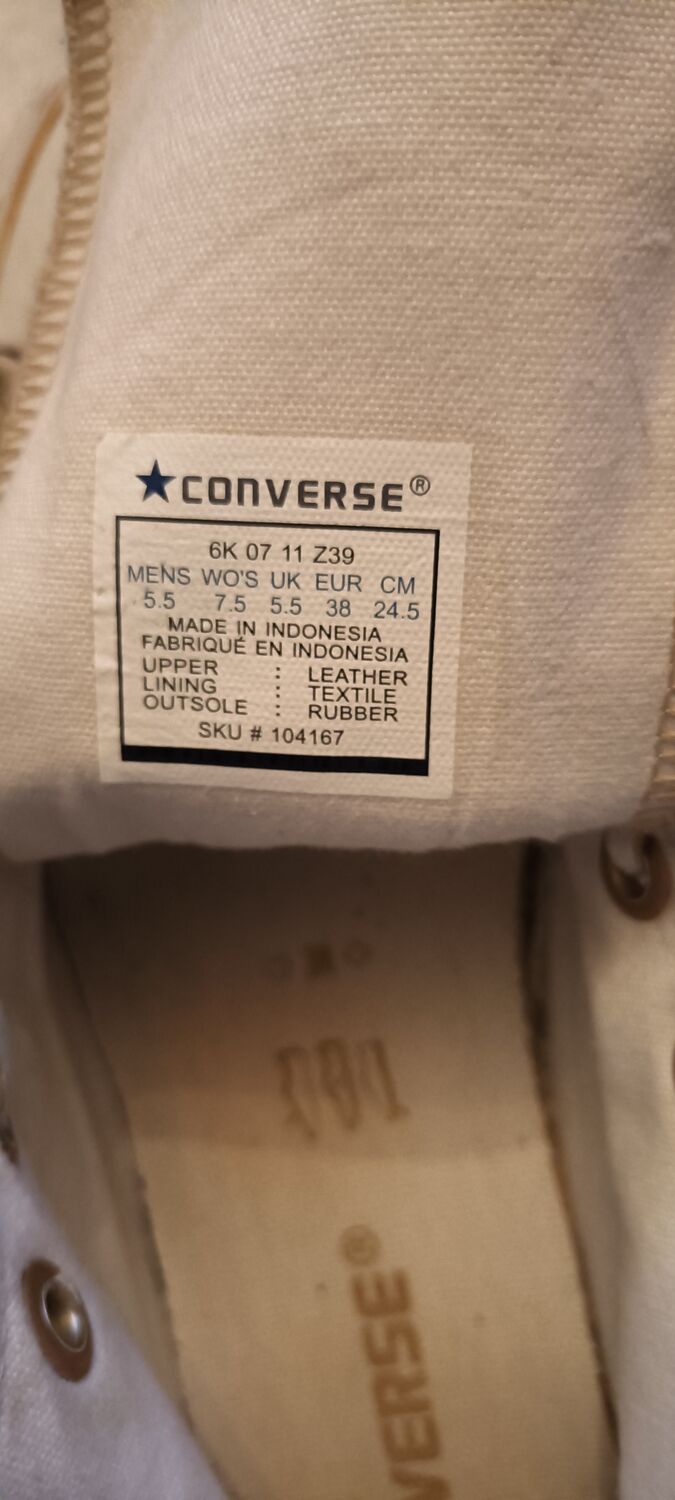 ★CONVERSE®
6K 07 11 Z39
MENS WO'S UK EUR CM
5.5 7.5 5.5 38 24.5
MADE IN INDONESIA
FABRIQUÉ EN INDONESIA
UPPER : LEATHER
LINING : TEXTILE
OUTSOLE : RUBBER
SKU # 104167
VERSE®